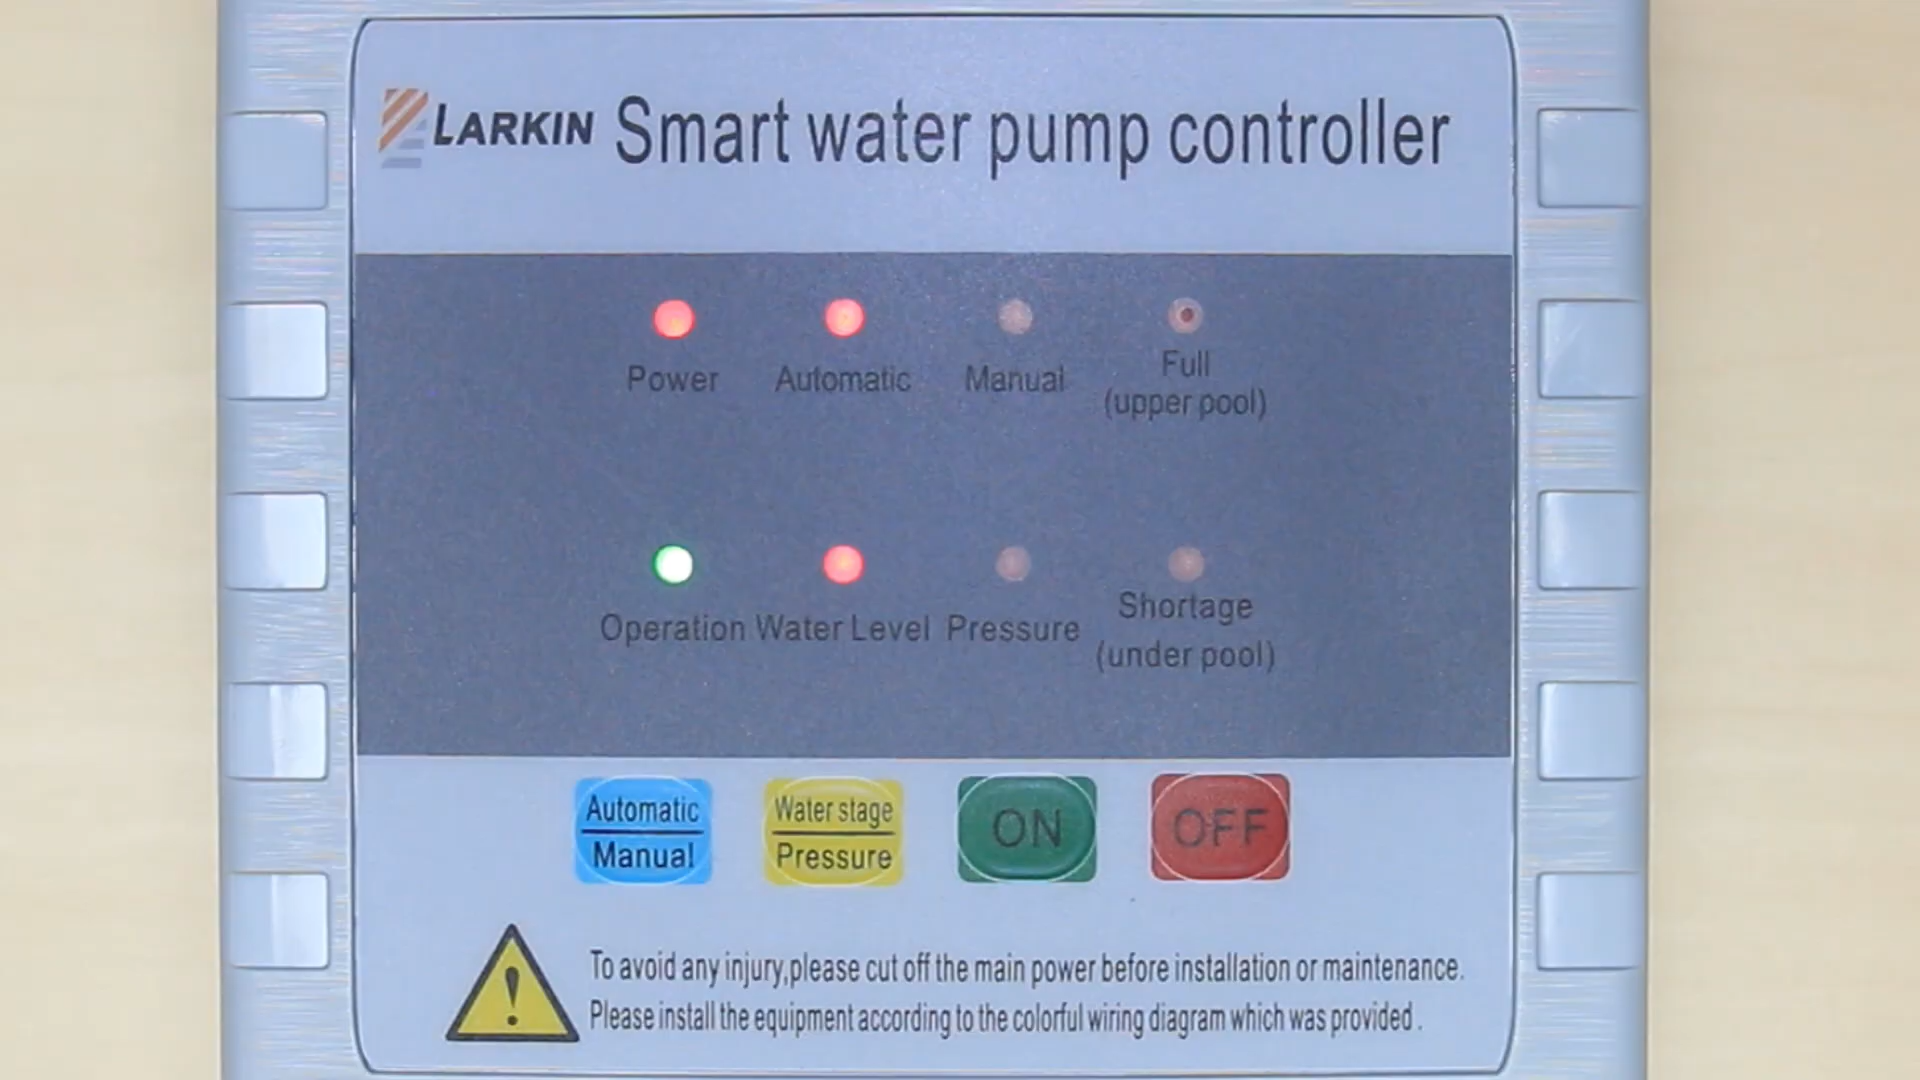 LARKIN Smart water pump controller
Power Automatic Manual Full
(upper pool)
Operation Water Level Pressure Shortage
(under pool)
Automatic
Manual
Water stage
Pressure
ON
OFF
!
To avoid any injury,please cut off the main power before installation or maintenance.
Please install the equipment according to the colorful wiring diagram which was provided .